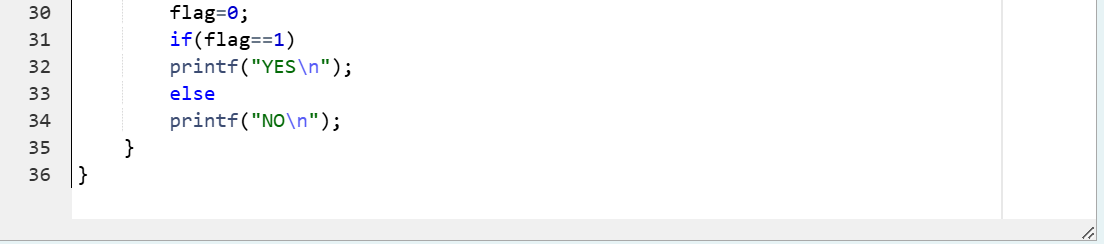 30 flag=0;
31 if(flag==1)
32 printf("YES\n");
33 else
34 printf("NO\n");
35 }
36 }